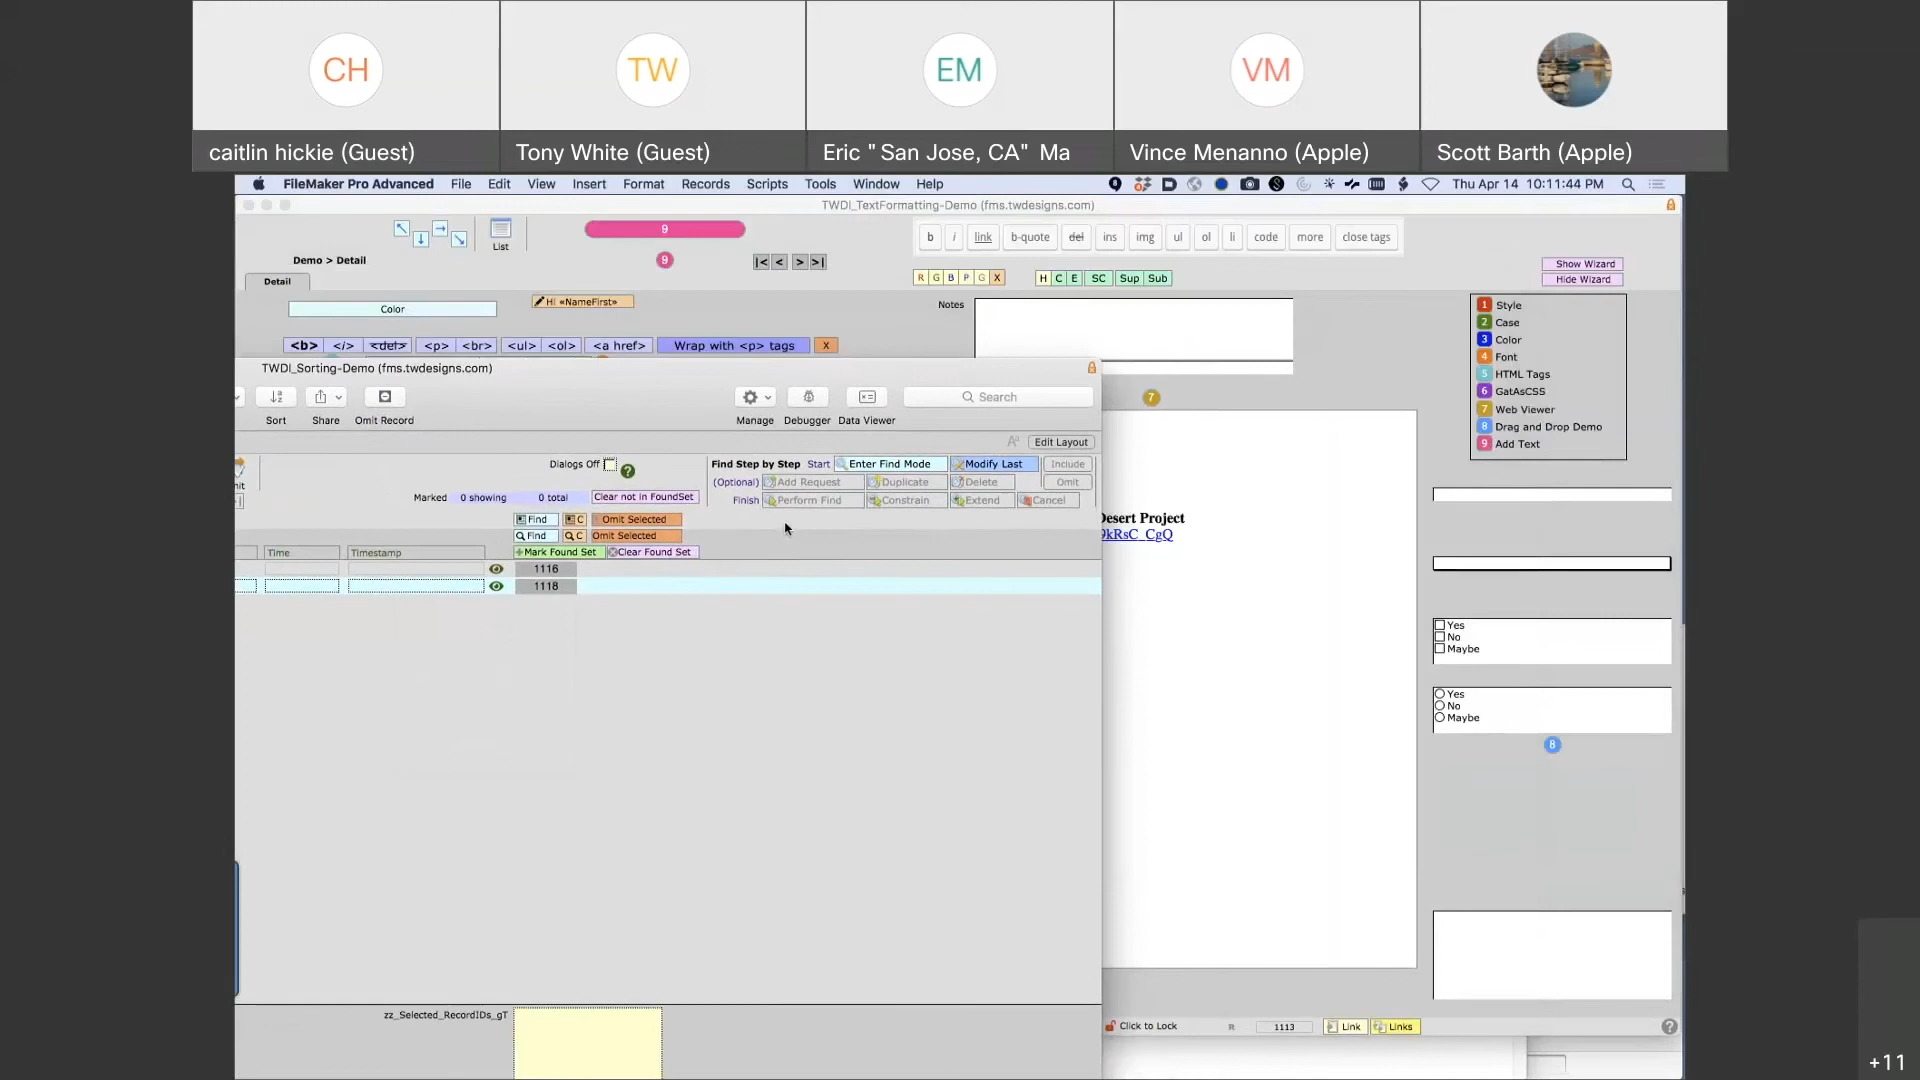 CH
TW
EM
VM
caitlin hickie (Guest)
Tony White (Guest)
Eric "San Jose, CA" Ma
Vince Menanno (Apple)
Scott Barth (Apple)
FileMaker Pro Advanced File Edit View Insert Format Records Scripts Tools Window Help
Thu Apr 14 10:11:44 PM
TWDI_TextFormatting-Demo (fms.twdesigns.com)
List
9
b i link b-quote del ins img ul ol li code more close tags
Demo > Detail
9
|< < > >|
Show Wizard
R G B P G X
H C E SC Sup Sub
Hide Wizard
Detail
Color
Hi «NameFirst»
Notes
1 Style
2 Case
3 Color
4 Font
5 HTML Tags
6 GatAsCSS
7 Web Viewer
8 Drag and Drop Demo
9 Add Text
<b> <i> <del> <p> <br> <ul> <ol> <a href> Wrap with <p> tags X
TWDI_Sorting-Demo (fms.twdesigns.com)
Search
7
Sort Share Omit Record Manage Debugger Data Viewer
Edit Layout
Dialogs Off ?
Find Step by Step Start Enter Find Mode Modify Last Include
(Optional) Add Request Duplicate Delete Omit
Marked 0 showing 0 total Clear not in FoundSet
Finish Perform Find Constrain Extend Cancel
Find C Omit Selected
Find C Omit Selected
Time Timestamp
Mark Found Set Clear Found Set
1116
1118
Desert Project
9kRsC_CgQ
Yes
No
Maybe
Yes
No
Maybe
8
zz_Selected_RecordIDs_gT
Click to Lock R 1113 Link Links ?
+11